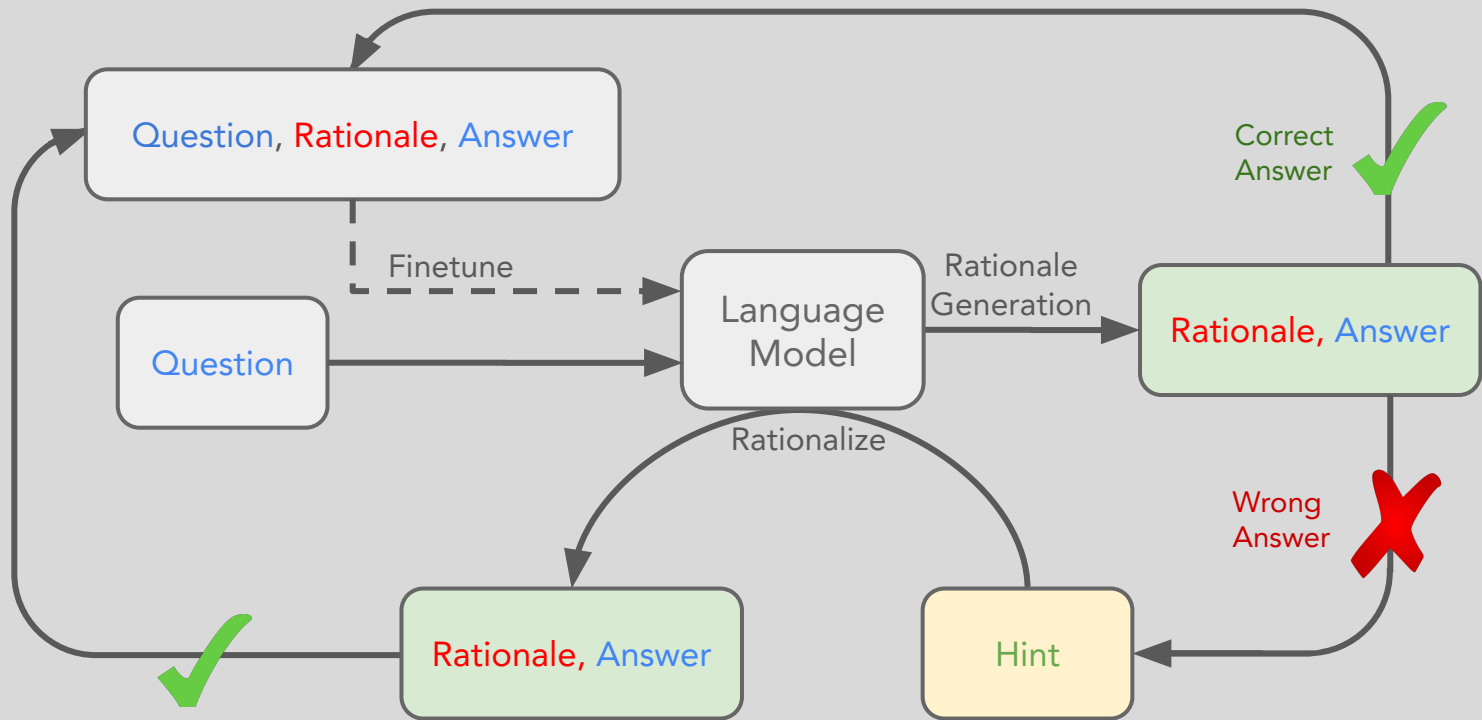 Question, Rationale, Answer
Correct
Answer
Finetune
Language
Model
Rationale
Generation
Rationale, Answer
Question
Rationalize
Wrong
Answer
Rationale, Answer
Hint